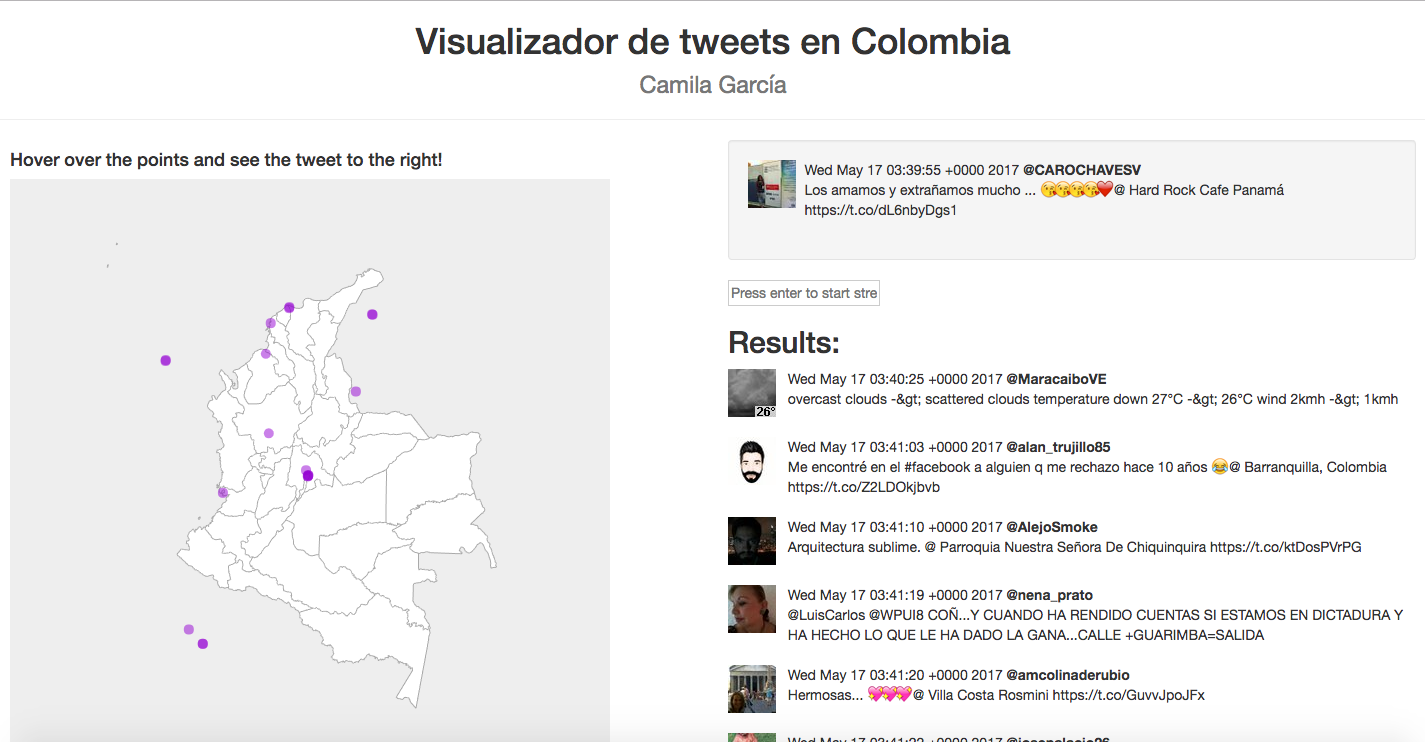 Visualizador de tweets en Colombia
Camila García
Hover over the points and see the tweet to the right!
Wed May 17 03:39:55 +0000 2017 @CAROCHAVESV
Los amamos y extrañamos mucho ... 😘😘😘😘❤️@ Hard Rock Cafe Panamá
https://t.co/dL6nbyDgs1
Press enter to start stre
Results:
26°
Wed May 17 03:40:25 +0000 2017 @MaracaiboVE
overcast clouds -&gt; scattered clouds temperature down 27°C -&gt; 26°C wind 2kmh -&gt; 1kmh
Wed May 17 03:41:03 +0000 2017 @alan_trujillo85
Me encontré en el #facebook a alguien q me rechazo hace 10 años 😂@ Barranquilla, Colombia
https://t.co/Z2LDOkjbvb
Wed May 17 03:41:10 +0000 2017 @AlejoSmoke
Arquitectura sublime. @ Parroquia Nuestra Señora De Chiquinquira https://t.co/ktDosPVrPG
Wed May 17 03:41:19 +0000 2017 @nena_prato
@LuisCarlos @WPUI8 COÑ...Y CUANDO HA RENDIDO CUENTAS SI ESTAMOS EN DICTADURA Y
HA HECHO LO QUE LE HA DADO LA GANA...CALLE +GUARIMBA=SALIDA
Wed May 17 03:41:20 +0000 2017 @amcolinaderubio
Hermosas... 💖💖💖@ Villa Costa Rosmini https://t.co/GuvvJpoJFx
Wed May 17 03:41:22 +0000 2017